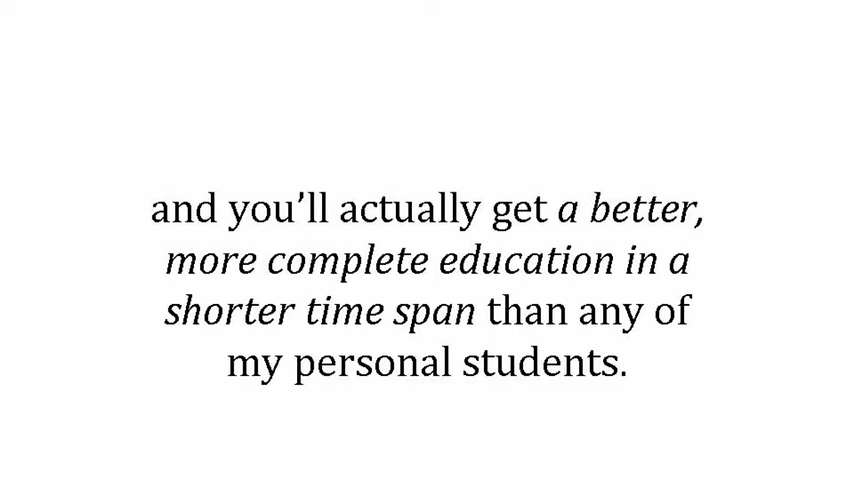 and you’ll actually get a better,
more complete education in a
shorter time span than any of
my personal students.